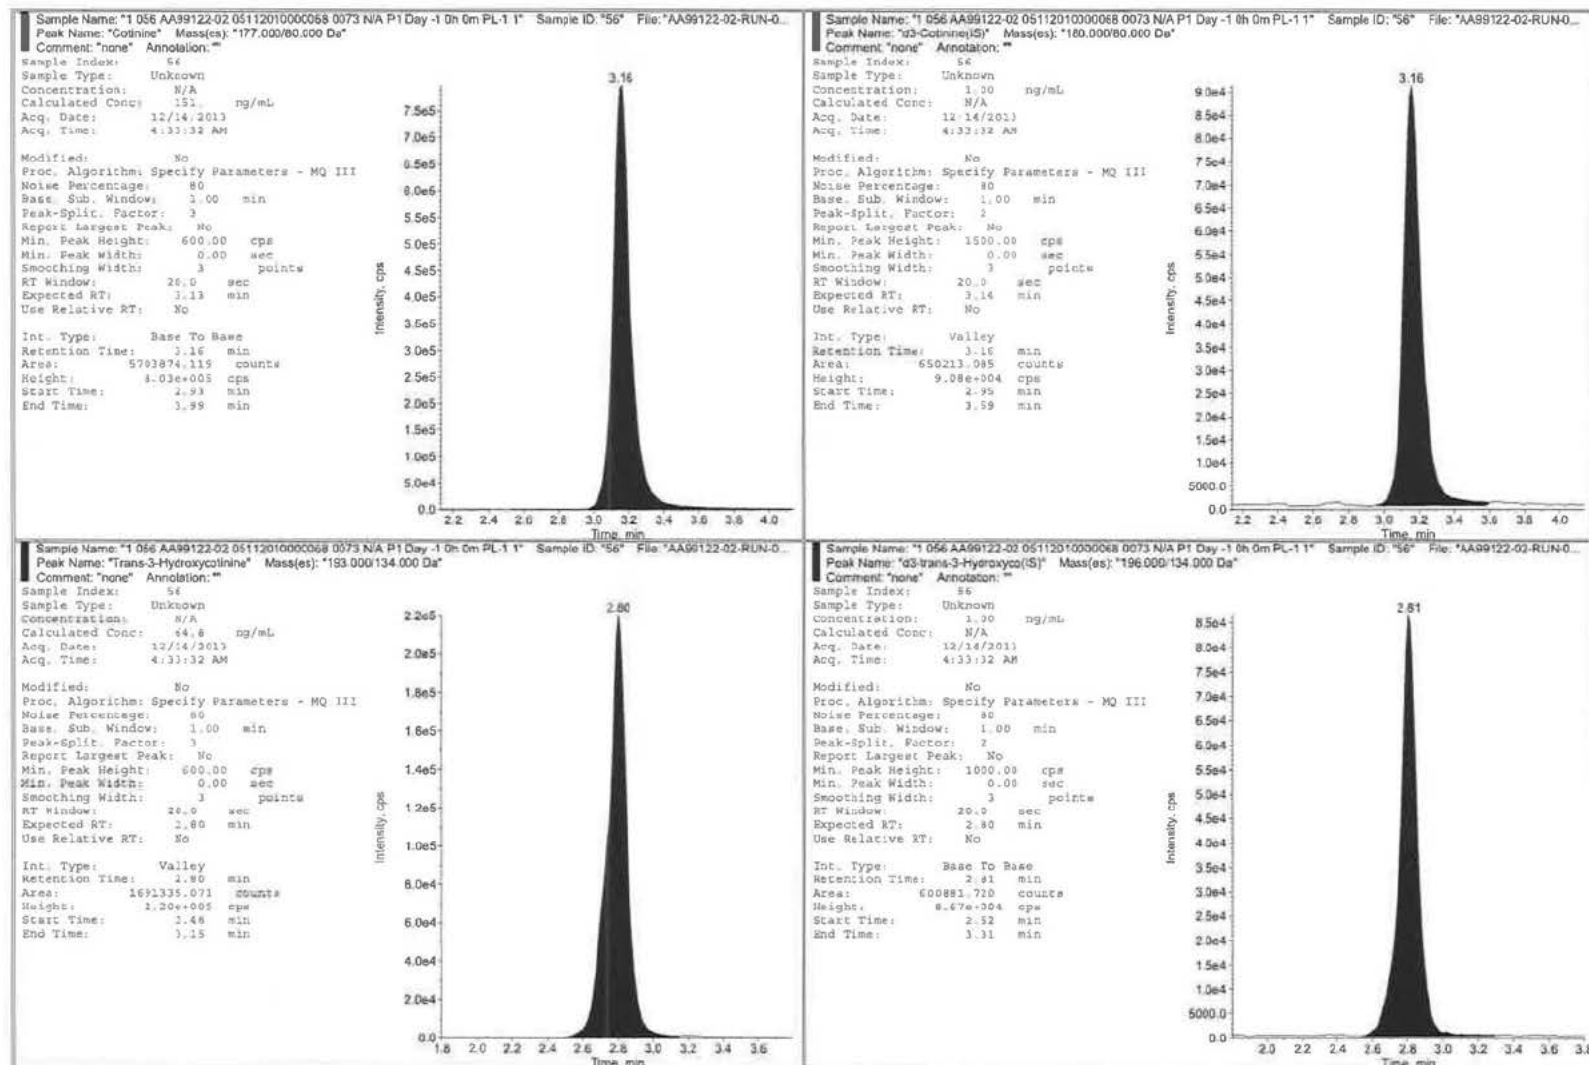 Sample Name: "1 056 AA99122-02 05112010000068 0073 N/A P1 Day -1 0h 0m PL-1 1" Sample ID: "56" File: "AA99122-02-RUN-0...
Peak Name: "Cotinine" Mass(es): "177.000/80.000 Da"
Comment: "none" Annotation: ""
Sample Index: 56
Sample Type: Unknown
Concentration: N/A
Calculated Conc: 151. ng/mL
Acq. Date: 12/14/2013
Acq. Time: 4:33:32 AM
Modified: No
Proc. Algorithm: Specify Parameters - MQ III
Noise Percentage: 80
Base. Sub. Window: 1.00 min
Peak-Split. Factor: 3
Report Largest Peak: No
Min. Peak Height: 600.00 cps
Min. Peak Width: 0.00 sec
Smoothing Width: 3 points
RT Window: 20.0 sec
Expected RT: 3.13 min
Use Relative RT: No
Int. Type: Base To Base
Retention Time: 3.16 min
Area: 5703874.119 counts
Height: 8.03e+005 cps
Start Time: 2.93 min
End Time: 3.99 min
3.16
7.5e5
7.0e5
6.5e5
6.0e5
5.5e5
5.0e5
4.5e5
4.0e5
3.5e5
3.0e5
2.5e5
2.0e5
1.5e5
1.0e5
5.0e4
0.0
Intensity, cps
2.2 2.4 2.6 2.8 3.0 3.2 3.4 3.6 3.8 4.0
Time, min
Sample Name: "1 056 AA99122-02 05112010000068 0073 N/A P1 Day -1 0h 0m PL-1 1" Sample ID: "56" File: "AA99122-02-RUN-0...
Peak Name: "d3-Cotinine(IS)" Mass(es): "180.000/80.000 Da"
Comment: "none" Annotation: ""
Sample Index: 56
Sample Type: Unknown
Concentration: 1.00 ng/mL
Calculated Conc: N/A
Acq. Date: 12/14/2013
Acq. Time: 4:33:32 AM
Modified: No
Proc. Algorithm: Specify Parameters - MQ III
Noise Percentage: 80
Base. Sub. Window: 1.00 min
Peak-Split. Factor: 2
Report Largest Peak: No
Min. Peak Height: 1500.00 cps
Min. Peak Width: 0.00 sec
Smoothing Width: 3 points
RT Window: 20.0 sec
Expected RT: 3.14 min
Use Relative RT: No
Int. Type: Valley
Retention Time: 3.16 min
Area: 650213.085 counts
Height: 9.08e+004 cps
Start Time: 2.95 min
End Time: 3.59 min
3.16
9.0e4
8.5e4
8.0e4
7.5e4
7.0e4
6.5e4
6.0e4
5.5e4
5.0e4
4.5e4
4.0e4
3.5e4
3.0e4
2.5e4
2.0e4
1.5e4
1.0e4
5000.0
0.0
Intensity, cps
2.2 2.4 2.6 2.8 3.0 3.2 3.4 3.6 3.8 4.0
Time, min
Sample Name: "1 056 AA99122-02 05112010000068 0073 N/A P1 Day -1 0h 0m PL-1 1" Sample ID: "56" File: "AA99122-02-RUN-0...
Peak Name: "Trans-3-Hydroxycotinine" Mass(es): "193.000/134.000 Da"
Comment: "none" Annotation: ""
Sample Index: 56
Sample Type: Unknown
Concentration: N/A
Calculated Conc: 64.8 ng/mL
Acq. Date: 12/14/2013
Acq. Time: 4:33:32 AM
Modified: No
Proc. Algorithm: Specify Parameters - MQ III
Noise Percentage: 80
Base. Sub. Window: 1.00 min
Peak-Split. Factor: 3
Report Largest Peak: No
Min. Peak Height: 600.00 cps
Min. Peak Width: 0.00 sec
Smoothing Width: 3 points
RT Window: 20.0 sec
Expected RT: 2.80 min
Use Relative RT: No
Int. Type: Valley
Retention Time: 2.80 min
Area: 1691335.071 counts
Height: 2.20e+005 cps
Start Time: 2.48 min
End Time: 3.15 min
2.80
2.2e5
2.0e5
1.8e5
1.6e5
1.4e5
1.2e5
1.0e5
8.0e4
6.0e4
4.0e4
2.0e4
0.0
Intensity, cps
1.8 2.0 2.2 2.4 2.6 2.8 3.0 3.2 3.4 3.6
Time, min
Sample Name: "1 056 AA99122-02 05112010000068 0073 N/A P1 Day -1 0h 0m PL-1 1" Sample ID: "56" File: "AA99122-02-RUN-0...
Peak Name: "d3-trans-3-Hydroxyco(IS)" Mass(es): "196.000/134.000 Da"
Comment: "none" Annotation: ""
Sample Index: 56
Sample Type: Unknown
Concentration: 1.00 ng/mL
Calculated Conc: N/A
Acq. Date: 12/14/2013
Acq. Time: 4:33:32 AM
Modified: No
Proc. Algorithm: Specify Parameters - MQ III
Noise Percentage: 80
Base. Sub. Window: 1.00 min
Peak-Split. Factor: 2
Report Largest Peak: No
Min. Peak Height: 1000.00 cps
Min. Peak Width: 0.00 sec
Smoothing Width: 3 points
RT Window: 20.0 sec
Expected RT: 2.80 min
Use Relative RT: No
Int. Type: Base To Base
Retention Time: 2.81 min
Area: 600881.720 counts
Height: 8.67e+004 cps
Start Time: 2.52 min
End Time: 3.31 min
2.81
8.5e4
8.0e4
7.5e4
7.0e4
6.5e4
6.0e4
5.5e4
5.0e4
4.5e4
4.0e4
3.5e4
3.0e4
2.5e4
2.0e4
1.5e4
1.0e4
5000.0
0.0
Intensity, cps
2.0 2.2 2.4 2.6 2.8 3.0 3.2 3.4 3.6 3.8
Time, min